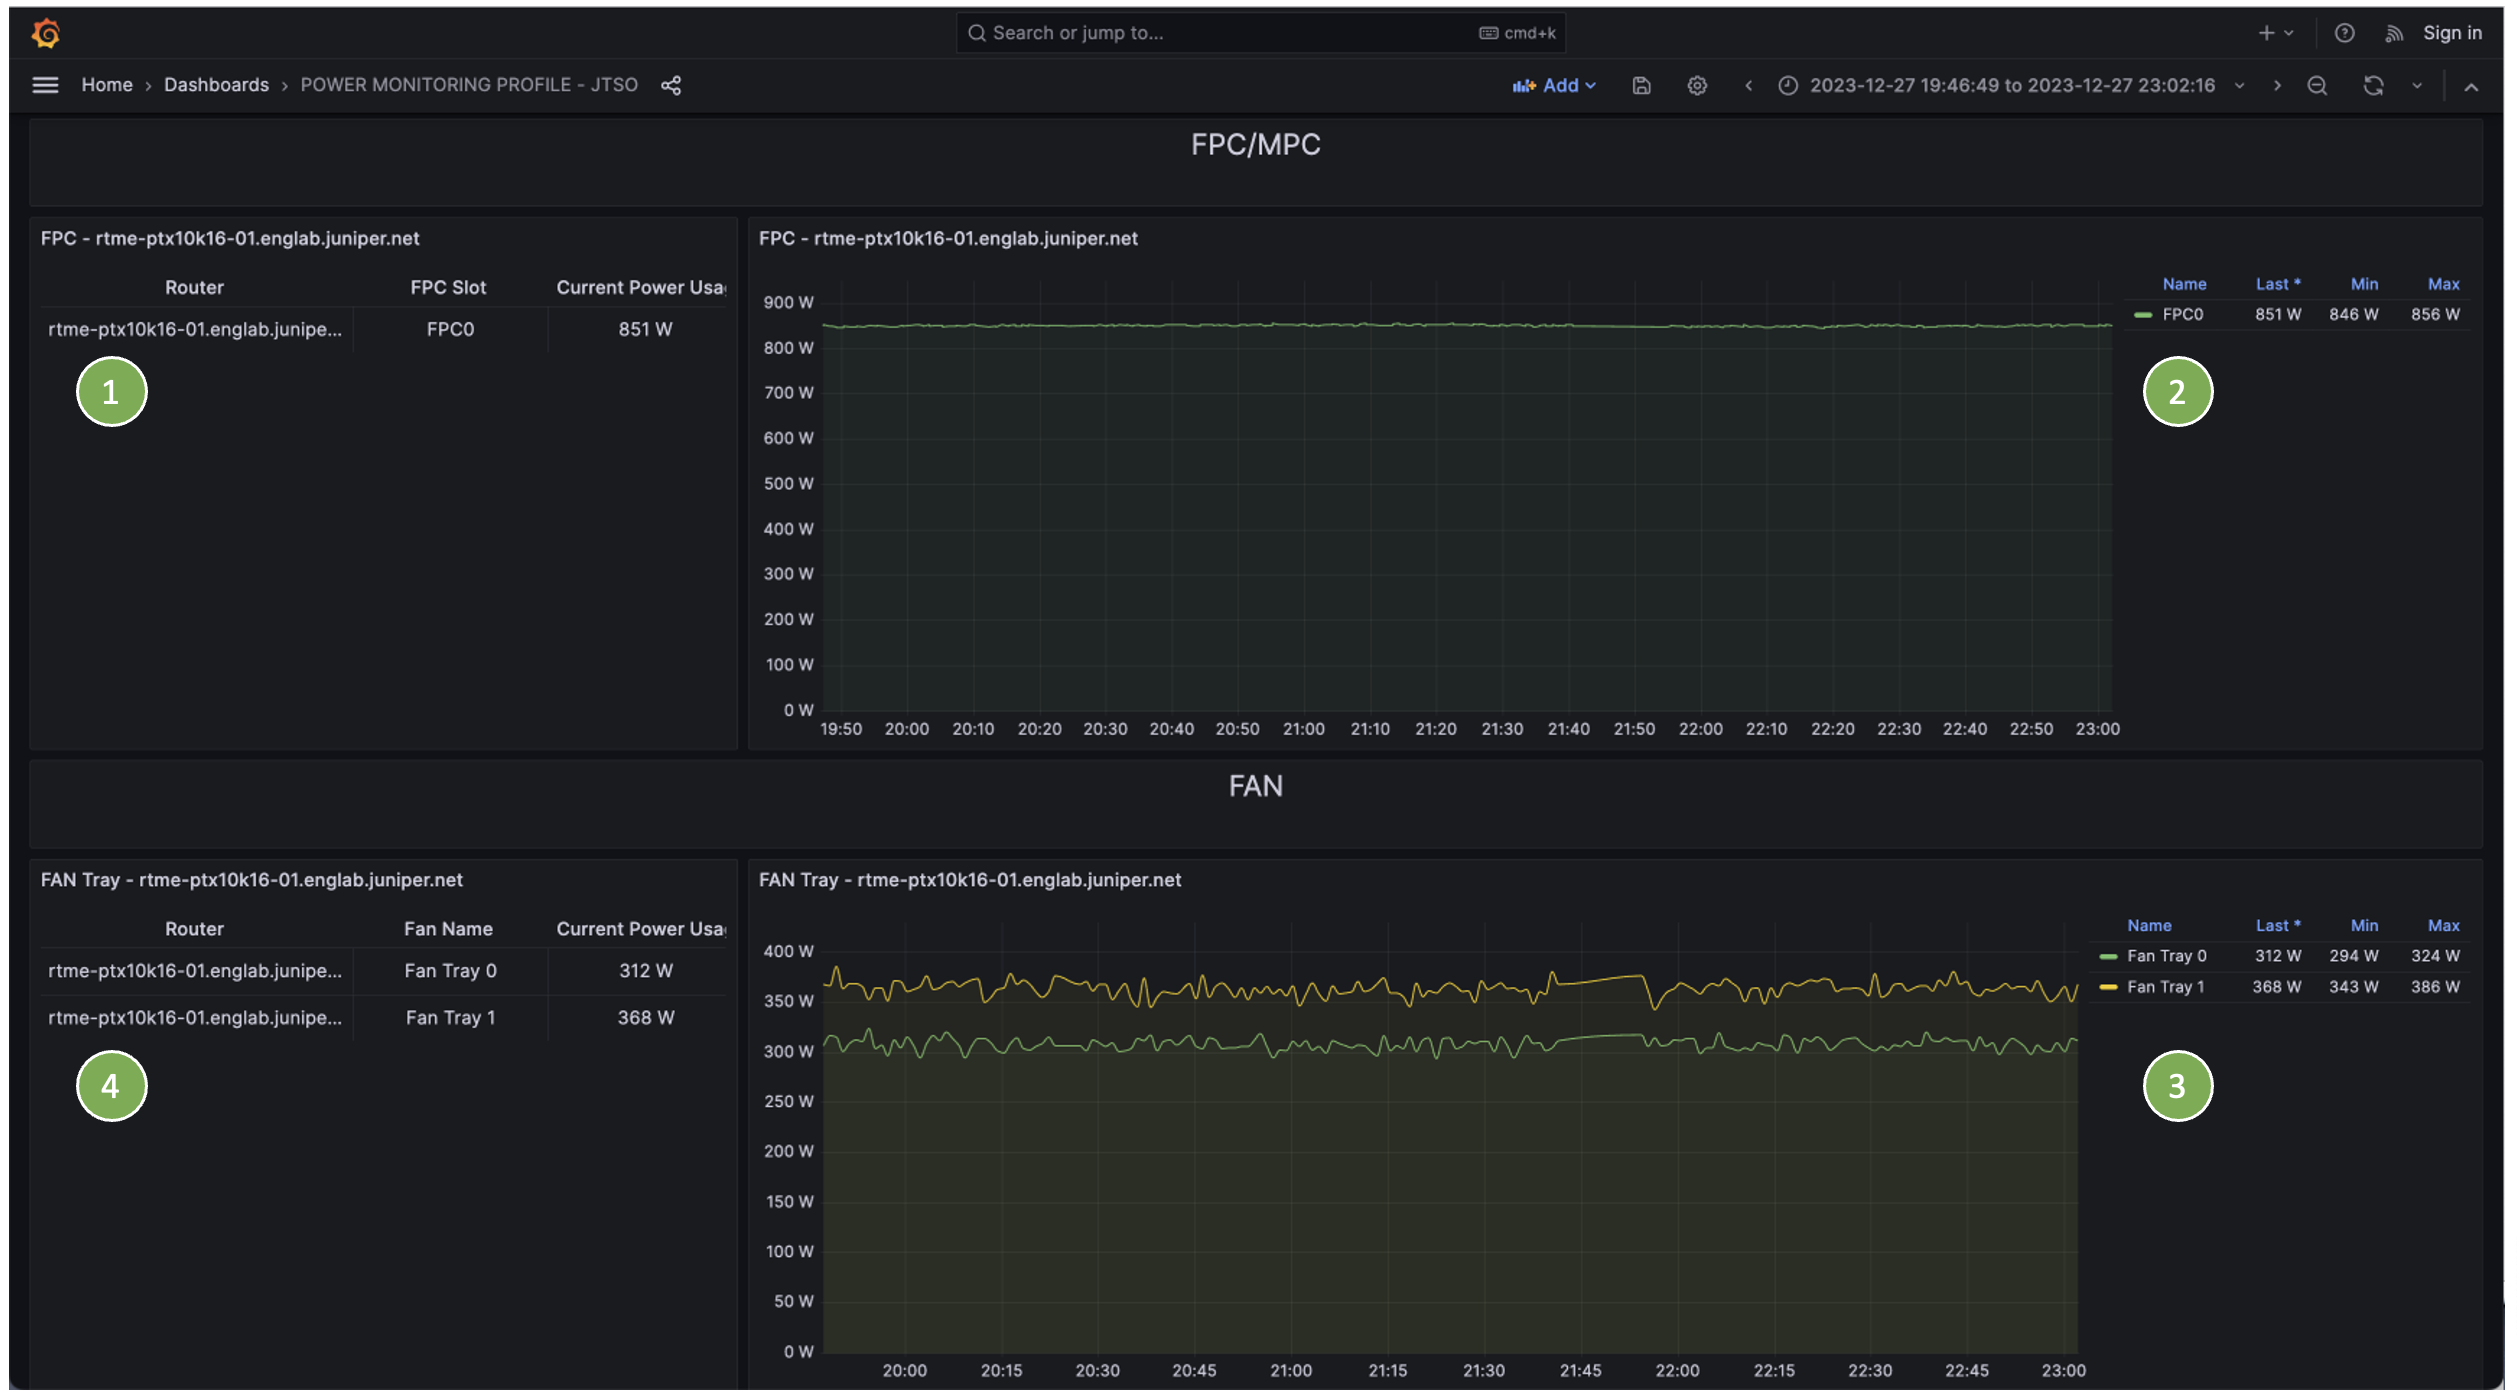 Search or jump to... cmd+k Sign in
Home › Dashboards › POWER MONITORING PROFILE - JTSO Add 2023-12-27 19:46:49 to 2023-12-27 23:02:16
FPC/MPC
FPC - rtme-ptx10k16-01.englab.juniper.net
Router FPC Slot Current Power Usa
rtme-ptx10k16-01.englab.junipe... FPC0 851 W
1
FPC - rtme-ptx10k16-01.englab.juniper.net
900 W
800 W
700 W
600 W
500 W
400 W
300 W
200 W
100 W
0 W
19:50 20:00 20:10 20:20 20:30 20:40 20:50 21:00 21:10 21:20 21:30 21:40 21:50 22:00 22:10 22:20 22:30 22:40 22:50 23:00
Name Last * Min Max
FPC0 851 W 846 W 856 W
2
FAN
FAN Tray - rtme-ptx10k16-01.englab.juniper.net
Router Fan Name Current Power Usa
rtme-ptx10k16-01.englab.junipe... Fan Tray 0 312 W
rtme-ptx10k16-01.englab.junipe... Fan Tray 1 368 W
4
FAN Tray - rtme-ptx10k16-01.englab.juniper.net
400 W
350 W
300 W
250 W
200 W
150 W
100 W
50 W
0 W
20:00 20:15 20:30 20:45 21:00 21:15 21:30 21:45 22:00 22:15 22:30 22:45 23:00
Name Last * Min Max
Fan Tray 0 312 W 294 W 324 W
Fan Tray 1 368 W 343 W 386 W
3